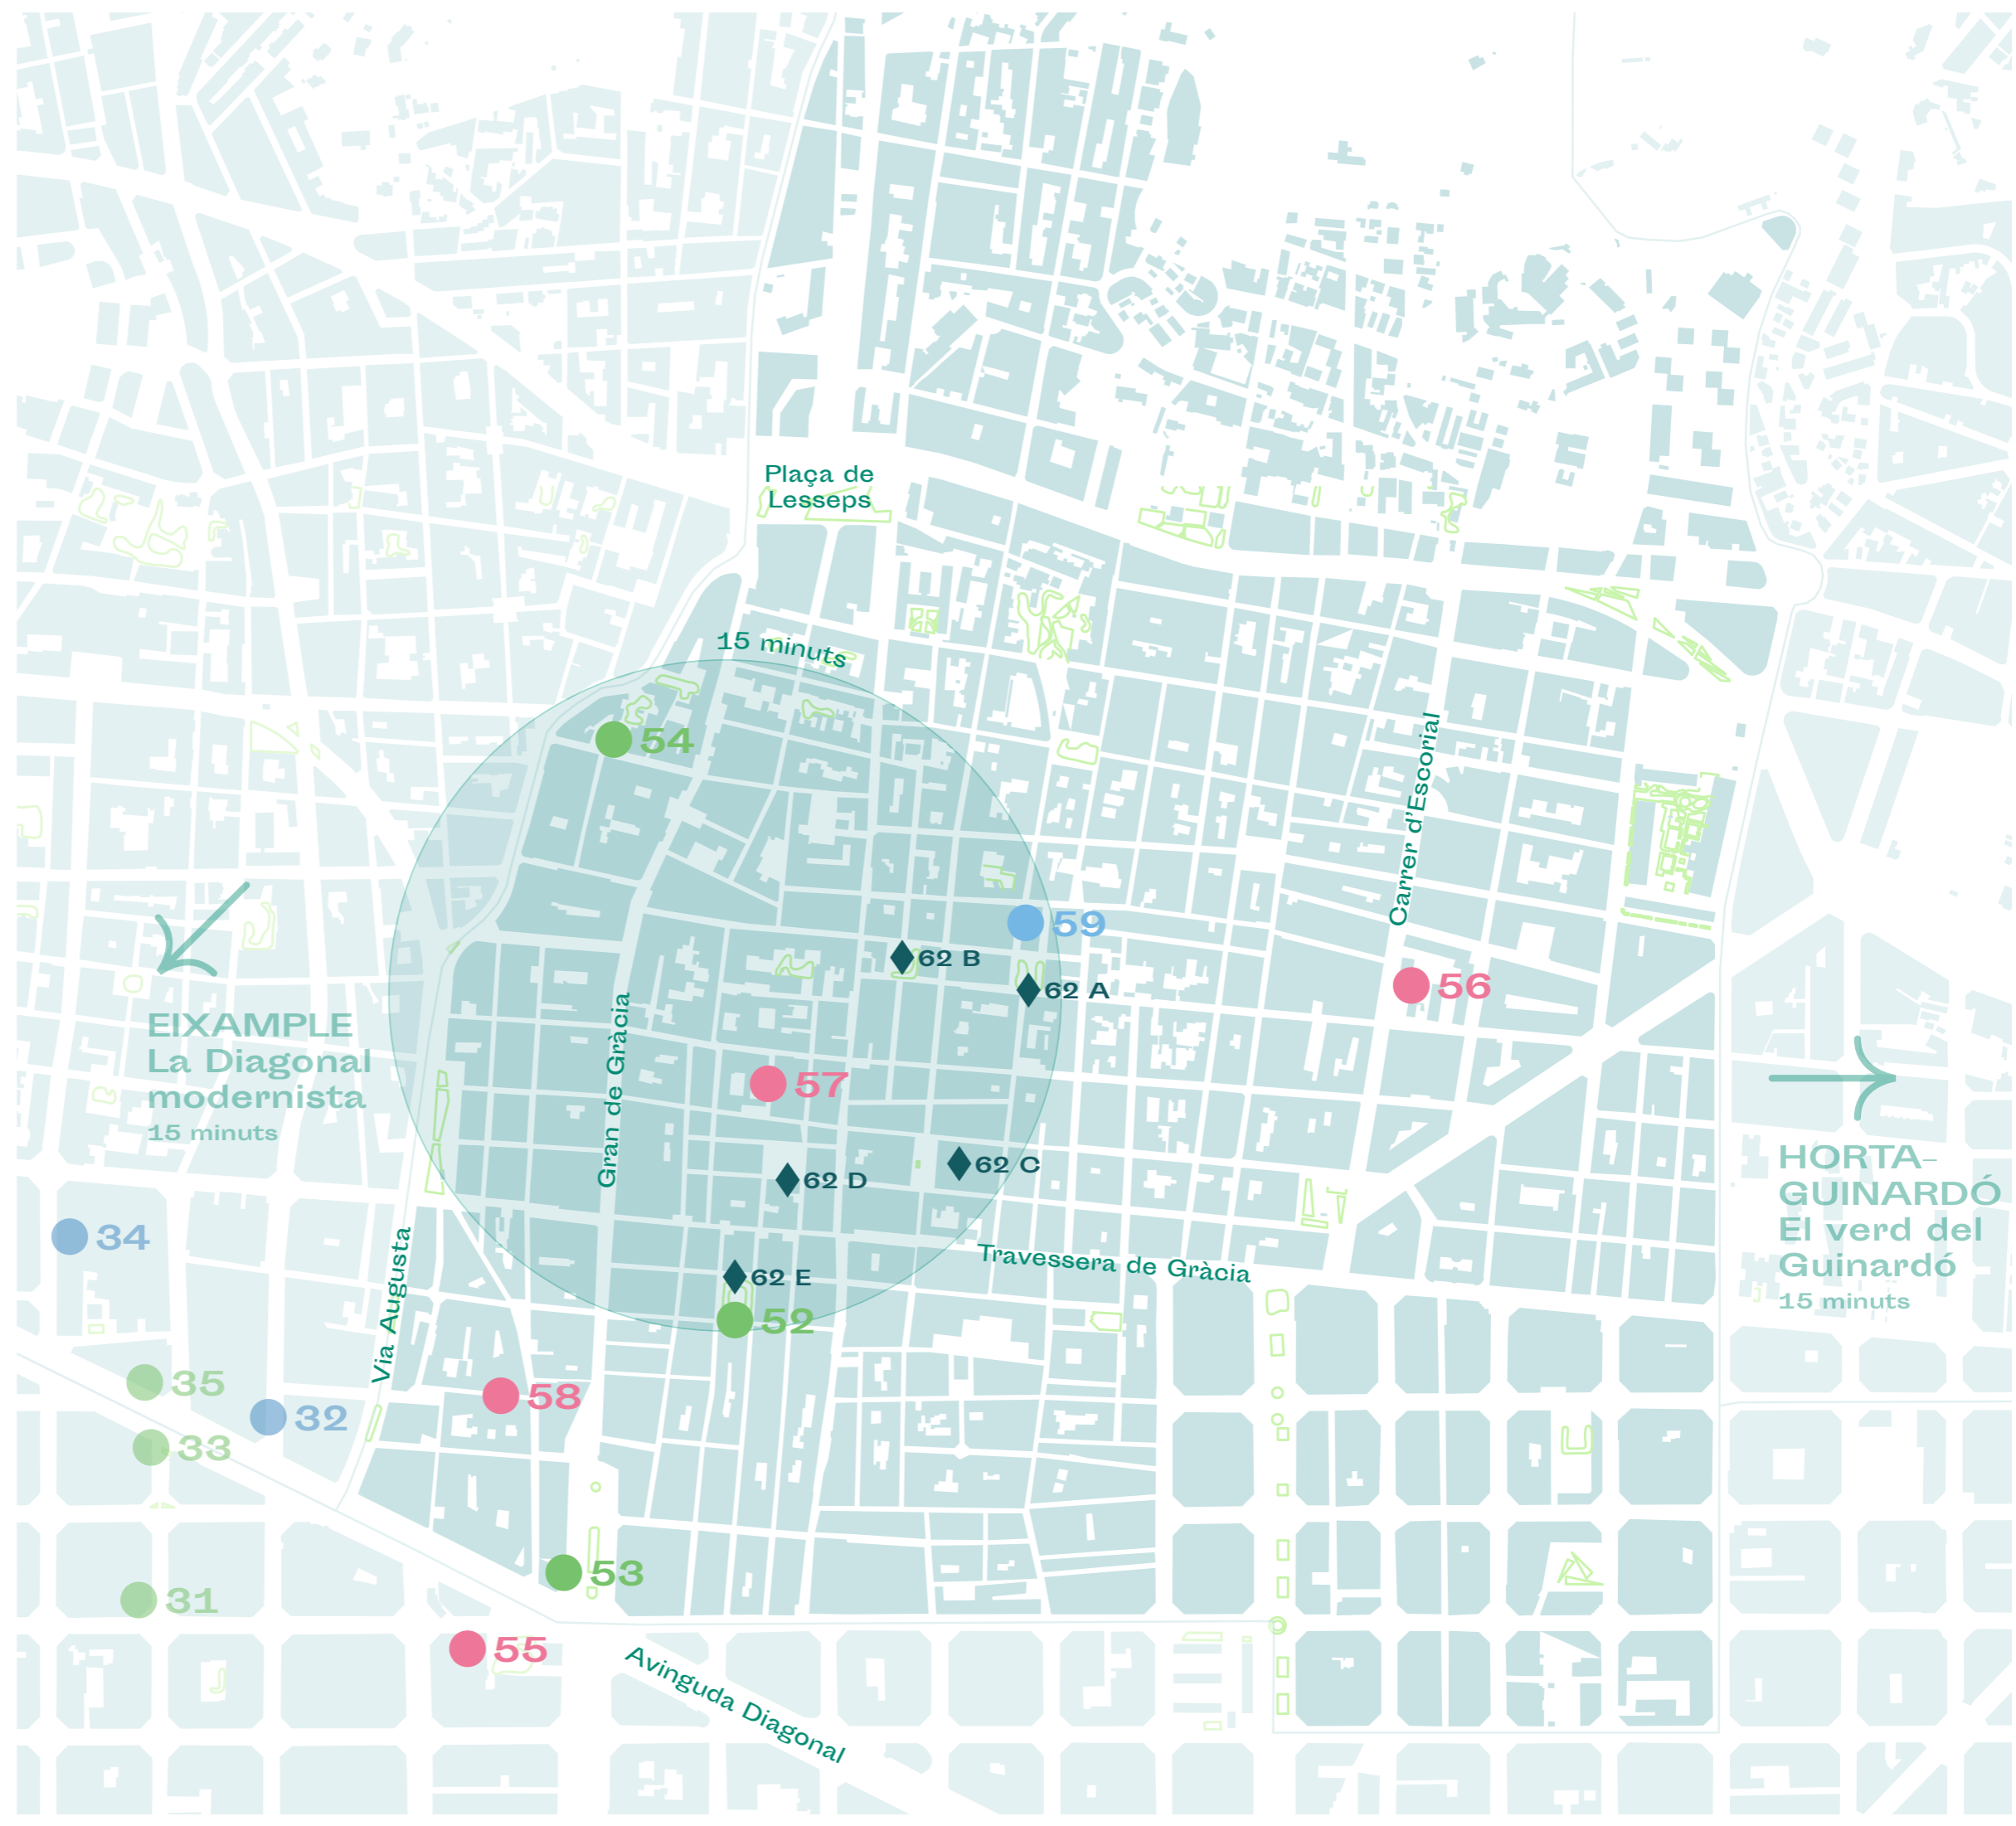 Plaça de
Lesseps
15 minuts
54
Carrer d'Escorial
59
62 B
62 A
56
EIXAMPLE
La Diagonal
modernista
15 minuts
Gran de Gràcia
57
62 C
62 D
HORTA–
GUINARDÓ
El verd del
Guinardó
15 minuts
34
Via Augusta
Travessera de Gràcia
62 E
52
35
58
32
33
53
31
55
Avinguda Diagonal